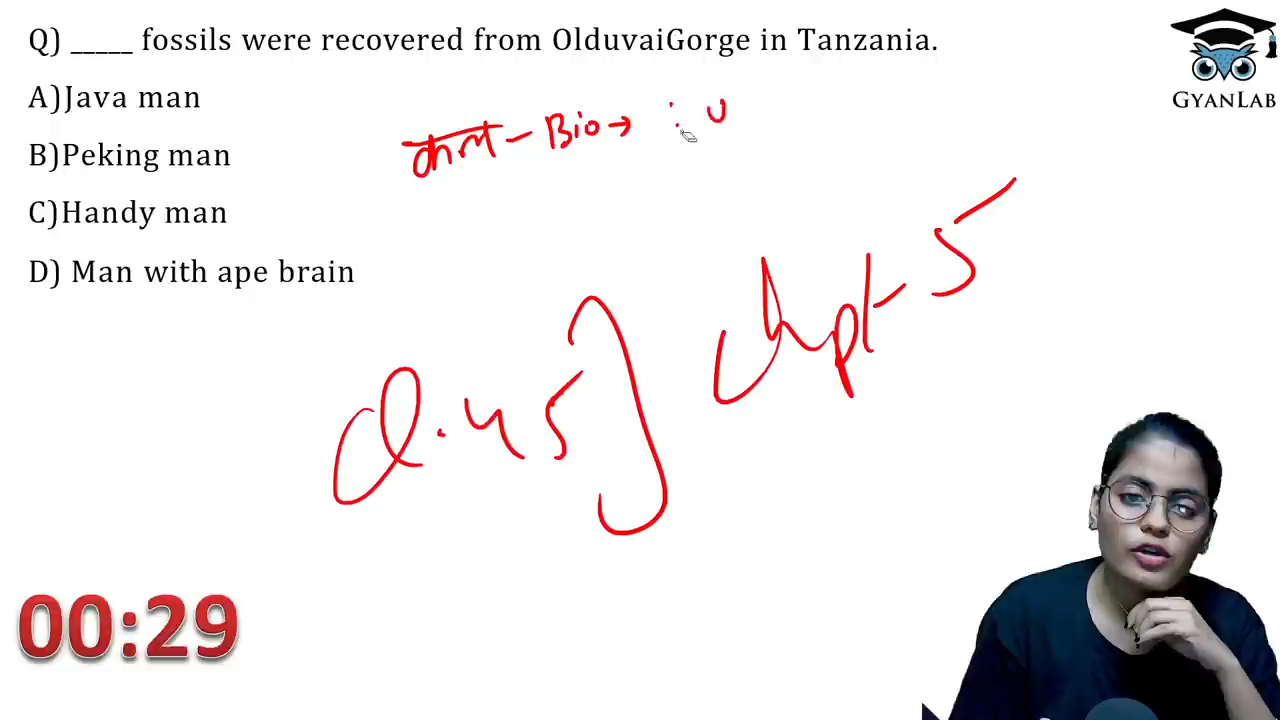 Q) _____ fossils were recovered from OlduvaiGorge in Tanzania.
GYANLAB
A)Java man
B)Peking man
C)Handy man
D) Man with ape brain
- Bio →
Q.45] Chpt-5
00:29